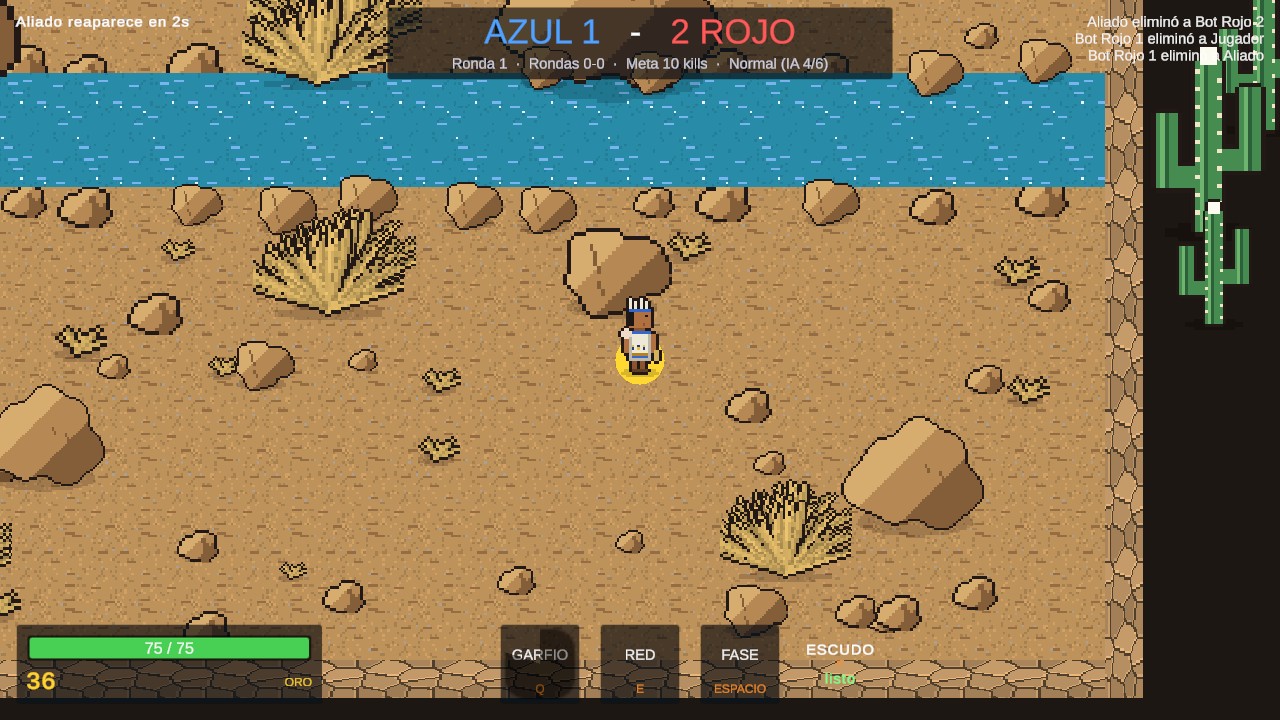 Aliado reaparece en 2s
AZUL 1 - 2 ROJO
Ronda 1 · Rondas 0-0 · Meta 10 kills · Normal (IA 4/6)
Aliado eliminó a Bot Rojo 2
Bot Rojo 1 eliminó a Jugador
Bot Rojo 1 eliminó a Aliado
75 / 75
36
ORO
GARFIO
Q
RED
E
FASE
ESPACIO
ESCUDO
listo